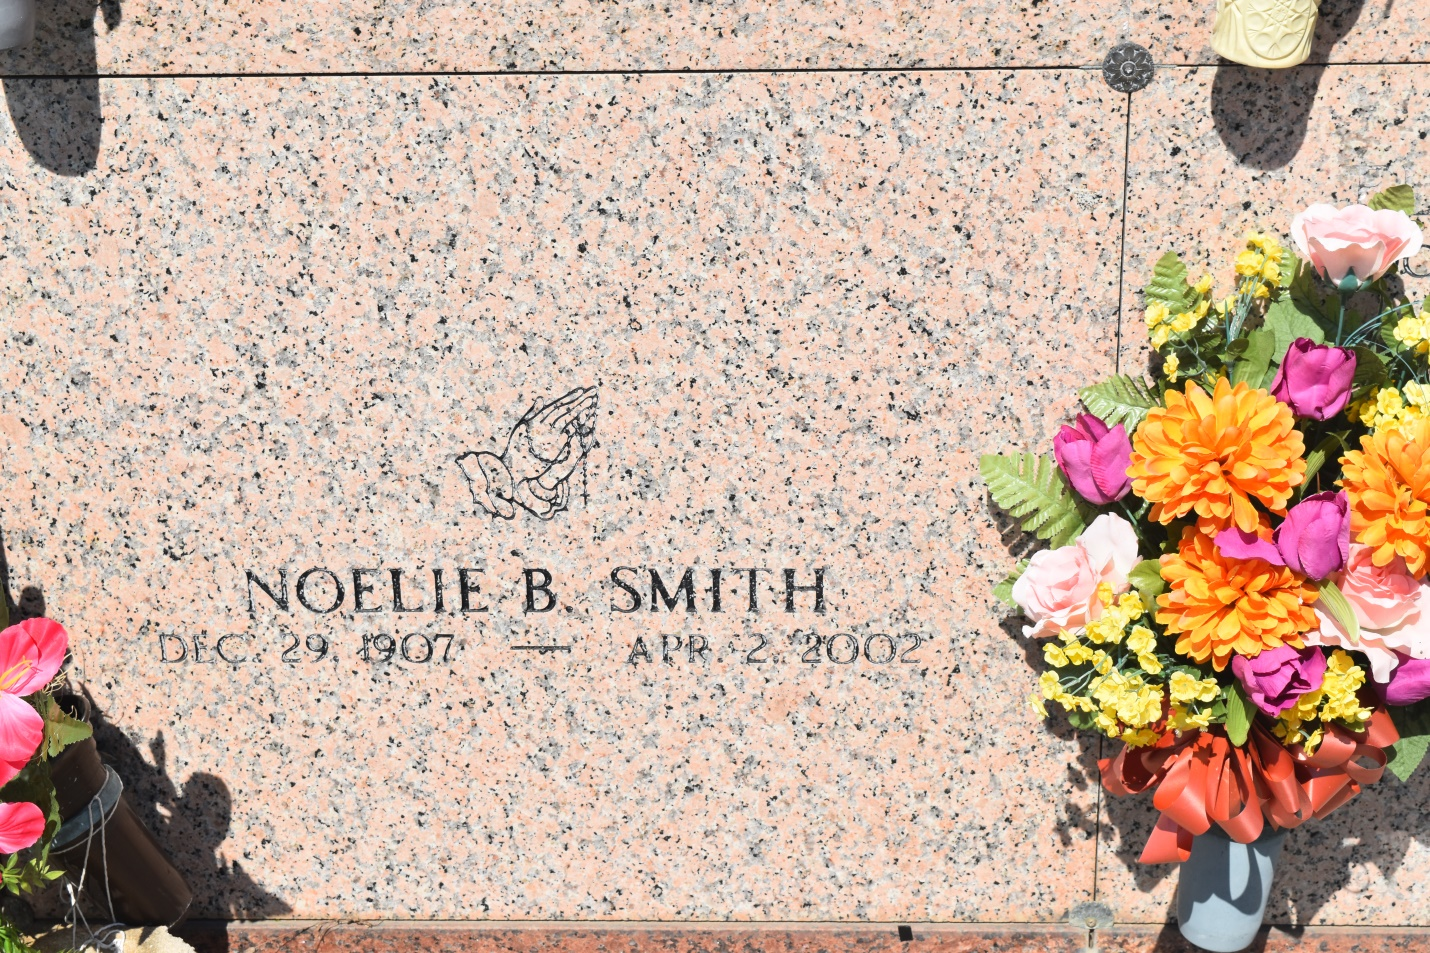 NOELIE B. SMITH
DEC. 29, 1907 — APR. 2, 2002